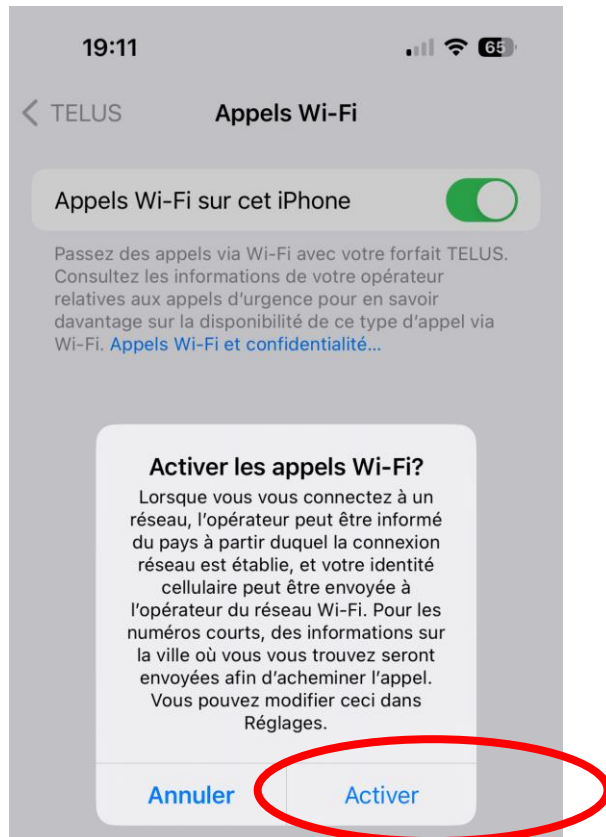 19:11 65
TELUS Appels Wi-Fi
Appels Wi-Fi sur cet iPhone
Passez des appels via Wi-Fi avec votre forfait TELUS.
Consultez les informations de votre opérateur
relatives aux appels d'urgence pour en savoir
davantage sur la disponibilité de ce type d'appel via
Wi-Fi. Appels Wi-Fi et confidentialité...
Activer les appels Wi-Fi?
Lorsque vous vous connectez à un
réseau, l'opérateur peut être informé
du pays à partir duquel la connexion
réseau est établie, et votre identité
cellulaire peut être envoyée à
l'opérateur du réseau Wi-Fi. Pour les
numéros courts, des informations sur
la ville où vous vous trouvez seront
envoyées afin d'acheminer l'appel.
Vous pouvez modifier ceci dans
Réglages.
Annuler Activer